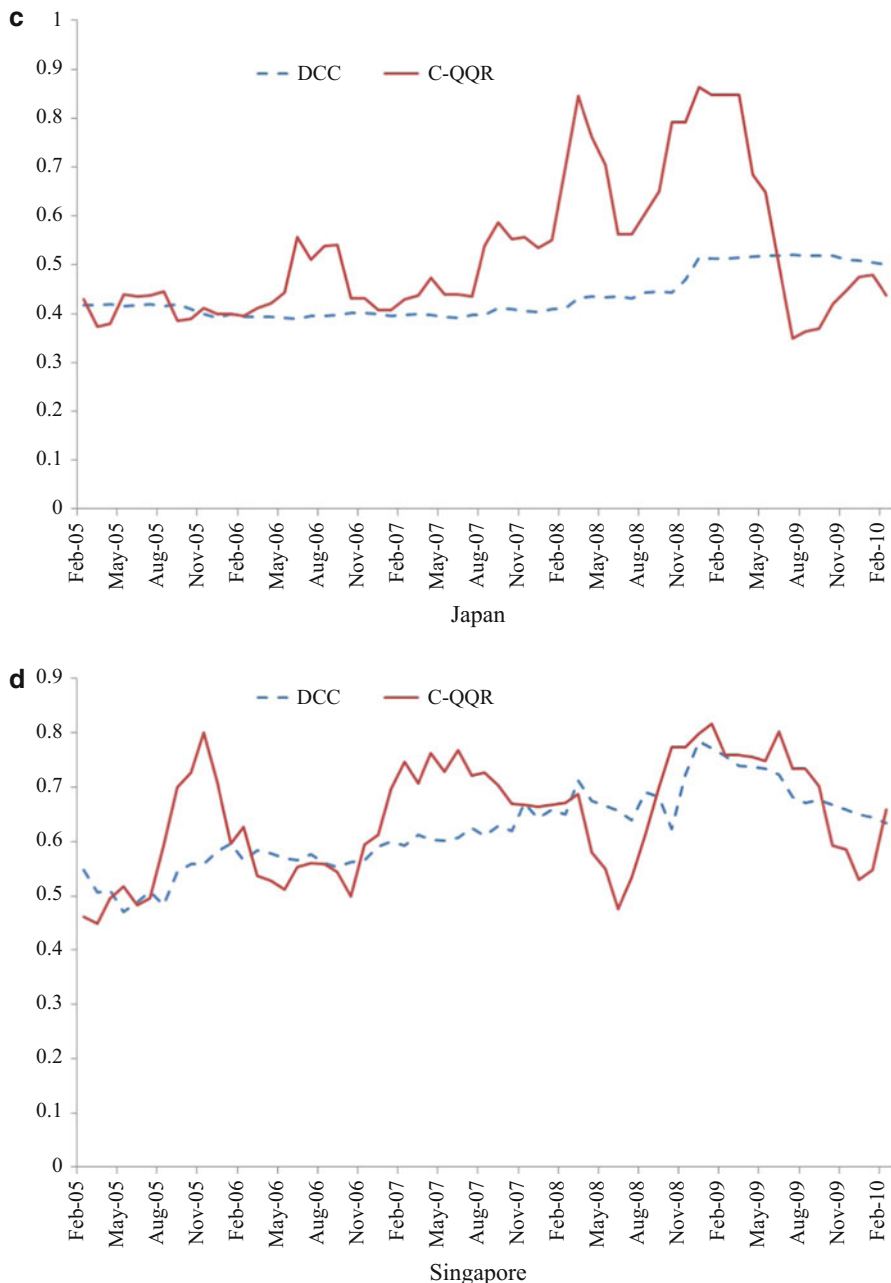 c
1
0.9
0.8
0.7
0.6
0.5
0.4
0.3
0.2
0.1
0
DCC
C-QQR
Feb-05
May-05
Aug-05
Nov-05
Feb-06
May-06
Aug-06
Nov-06
Feb-07
May-07
Aug-07
Nov-07
Feb-08
May-08
Aug-08
Nov-08
Feb-09
May-09
Aug-09
Nov-09
Feb-10
Japan
d
0.9
0.8
0.7
0.6
0.5
0.4
0.3
0.2
0.1
0
DCC
C-QQR
Feb-05
May-05
Aug-05
Nov-05
Feb-06
May-06
Aug-06
Nov-06
Feb-07
May-07
Aug-07
Nov-07
Feb-08
May-08
Aug-08
Nov-08
Feb-09
May-09
Aug-09
Nov-09
Feb-10
Singapore